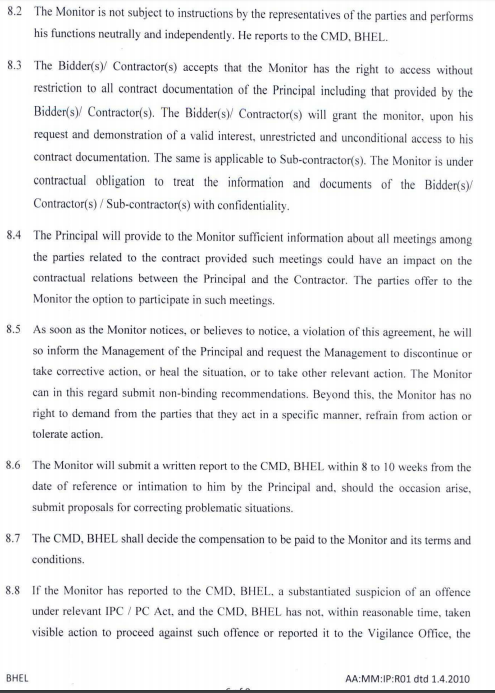 8.2 The Monitor is not subject to instructions by the representatives of the parties and performs
his functions neutrally and independently. He reports to the CMD, BHEL.
8.3 The Bidder(s)/ Contractor(s) accepts that the Monitor has the right to access without
restriction to all contract documentation of the Principal including that provided by the
Bidder(s)/ Contractor(s). The Bidder(s)/ Contractor(s) will grant the monitor, upon his
request and demonstration of a valid interest, unrestricted and unconditional access to his
contract documentation. The same is applicable to Sub-contractor(s). The Monitor is under
contractual obligation to treat the information and documents of the Bidder(s)/
Contractor(s) / Sub-contractor(s) with confidentiality.
8.4 The Principal will provide to the Monitor sufficient information about all meetings among
the parties related to the contract provided such meetings could have an impact on the
contractual relations between the Principal and the Contractor. The parties offer to the
Monitor the option to participate in such meetings.
8.5 As soon as the Monitor notices, or believes to notice, a violation of this agreement, he will
so inform the Management of the Principal and request the Management to discontinue or
take corrective action, or heal the situation, or to take other relevant action. The Monitor
can in this regard submit non-binding recommendations. Beyond this, the Monitor has no
right to demand from the parties that they act in a specific manner, refrain from action or
tolerate action.
8.6 The Monitor will submit a written report to the CMD, BHEL within 8 to 10 weeks from the
date of reference or intimation to him by the Principal and, should the occasion arise,
submit proposals for correcting problematic situations.
8.7 The CMD, BHEL shall decide the compensation to be paid to the Monitor and its terms and
conditions.
8.8 If the Monitor has reported to the CMD, BHEL, a substantiated suspicion of an offence
under relevant IPC / PC Act, and the CMD, BHEL has not, within reasonable time, taken
visible action to proceed against such offence or reported it to the Vigilance Office, the
BHEL AA:MM:IP:R01 dtd 1.4.2010